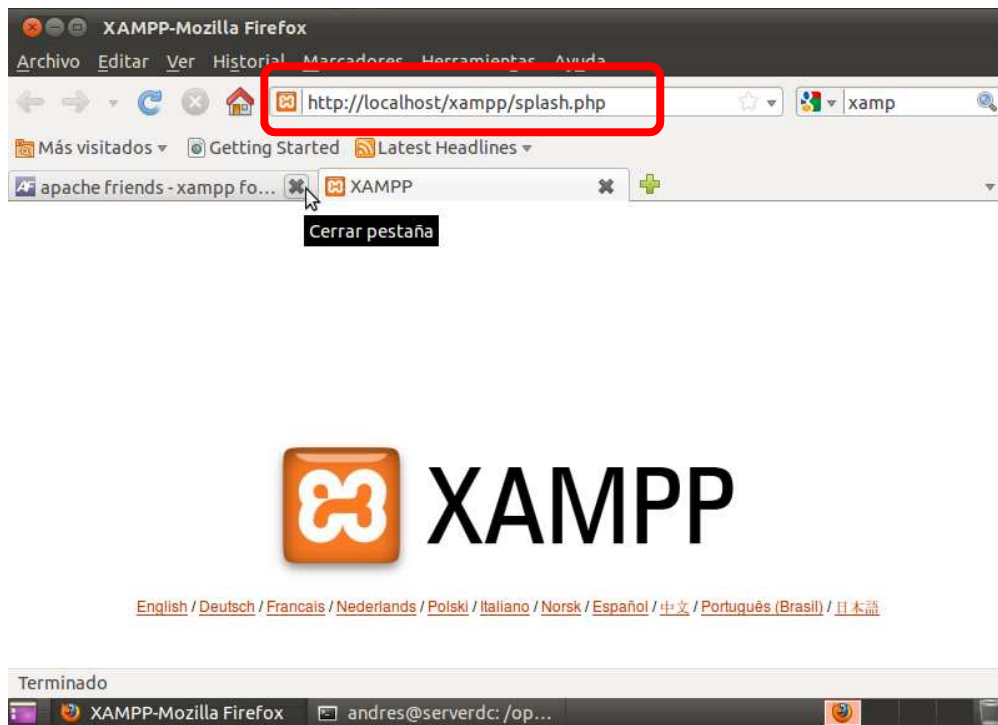 XAMPP-Mozilla Firefox
Archivo Editar Ver Historial Marcadores Herramientas Ayuda
http://localhost/xampp/splash.php xamp
Más visitados Getting Started Latest Headlines
apache friends - xampp fo... XAMPP
Cerrar pestaña
XAMPP
English / Deutsch / Francais / Nederlands / Polski / Italiano / Norsk / Español / 中文 / Português (Brasil) / 日本語
Terminado
XAMPP-Mozilla Firefox andres@serverdc: /op...